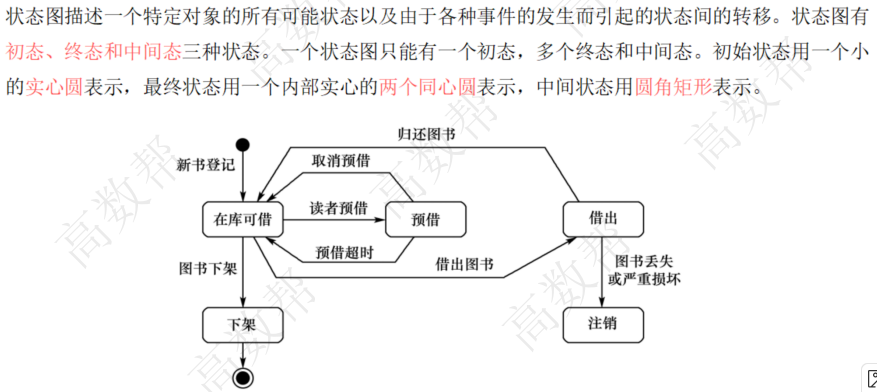 状态图描述一个特定对象的所有可能状态以及由于各种事件的发生而引起的状态间的转移。状态图有
初态、终态和中间态三种状态。一个状态图只能有一个初态，多个终态和中间态。初始状态用一个小
的实心圆表示，最终状态用一个内部实心的两个同心圆表示，中间状态用圆角矩形表示。
归还图书
新书登记
取消预借
在库可借
读者预借
预借
借出
预借超时
借出图书
图书下架
图书丢失
或严重损坏
下架
注销
高数帮
高数帮
高数帮
高数帮
高数帮
高数帮